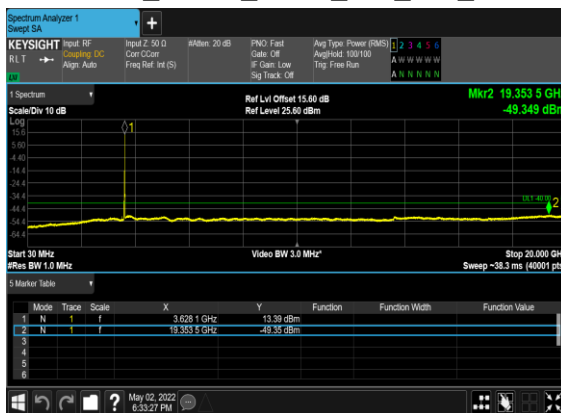 Spectrum Analyzer 1
Swept SA
+
KEYSIGHT Input: RF Input Z: 50 Ω #Atten: 20 dB PNO: Fast Avg Type: Power (RMS) 1 2 3 4 5 6
RLT Coupling: DC Corr CCorr Gate: Off Avg|Hold: 100/100 A W W W W W
Align: Auto Freq Ref: Int (S) IF Gain: Low Trig: Free Run
LXI Sig Track: Off A N N N N N
1 Spectrum Ref Lvl Offset 15.60 dB Mkr2 19.353 5 GH
Scale/Div 10 dB Ref Level 25.60 dBm -49.349 dBm
Log
1
15.6
5.60
-4.40
-14.4
-24.4
-34.4
DL1 -40.00
2
-44.4
-54.4
-64.4
Start 30 MHz Video BW 3.0 MHz* Stop 20.000 GH
#Res BW 1.0 MHz Sweep ~38.3 ms (40001 pts
5 Marker Table
Mode Trace Scale X Y Function Function Width Function Value
1 N 1 f 3.628 1 GHz 13.39 dBm
2 N 1 f 19.353 5 GHz -49.35 dBm
3
4
5
6
? May 02, 2022
6:33:27 PM